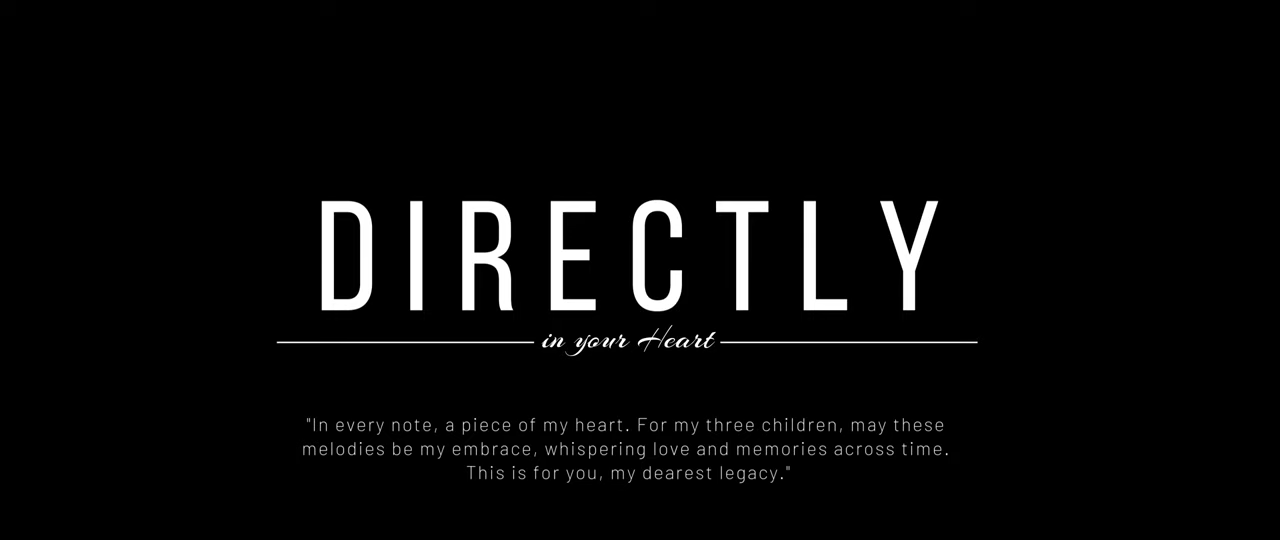 DIRECTLY
in your Heart
"In every note, a piece of my heart. For my three children, may these
melodies be my embrace, whispering love and memories across time.
This is for you, my dearest legacy."